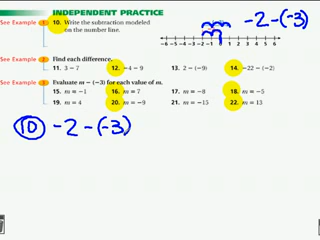 INDEPENDENT PRACTICE
See Example 1 10. Write the subtraction modeled on the number line.
-2 - (-3)
−6 −5 −4 −3 −2 −1 0 1 2 3 4 5 6
See Example 2 Find each difference.
11. 3 − 7 12. −4 − 9 13. 2 − (−9) 14. −22 − (−2)
See Example 3 Evaluate m − (−3) for each value of m.
15. m = −1 16. m = 7 17. m = −8 18. m = −5
19. m = 4 20. m = −9 21. m = −15 22. m = 15
10 -2 - (-3)